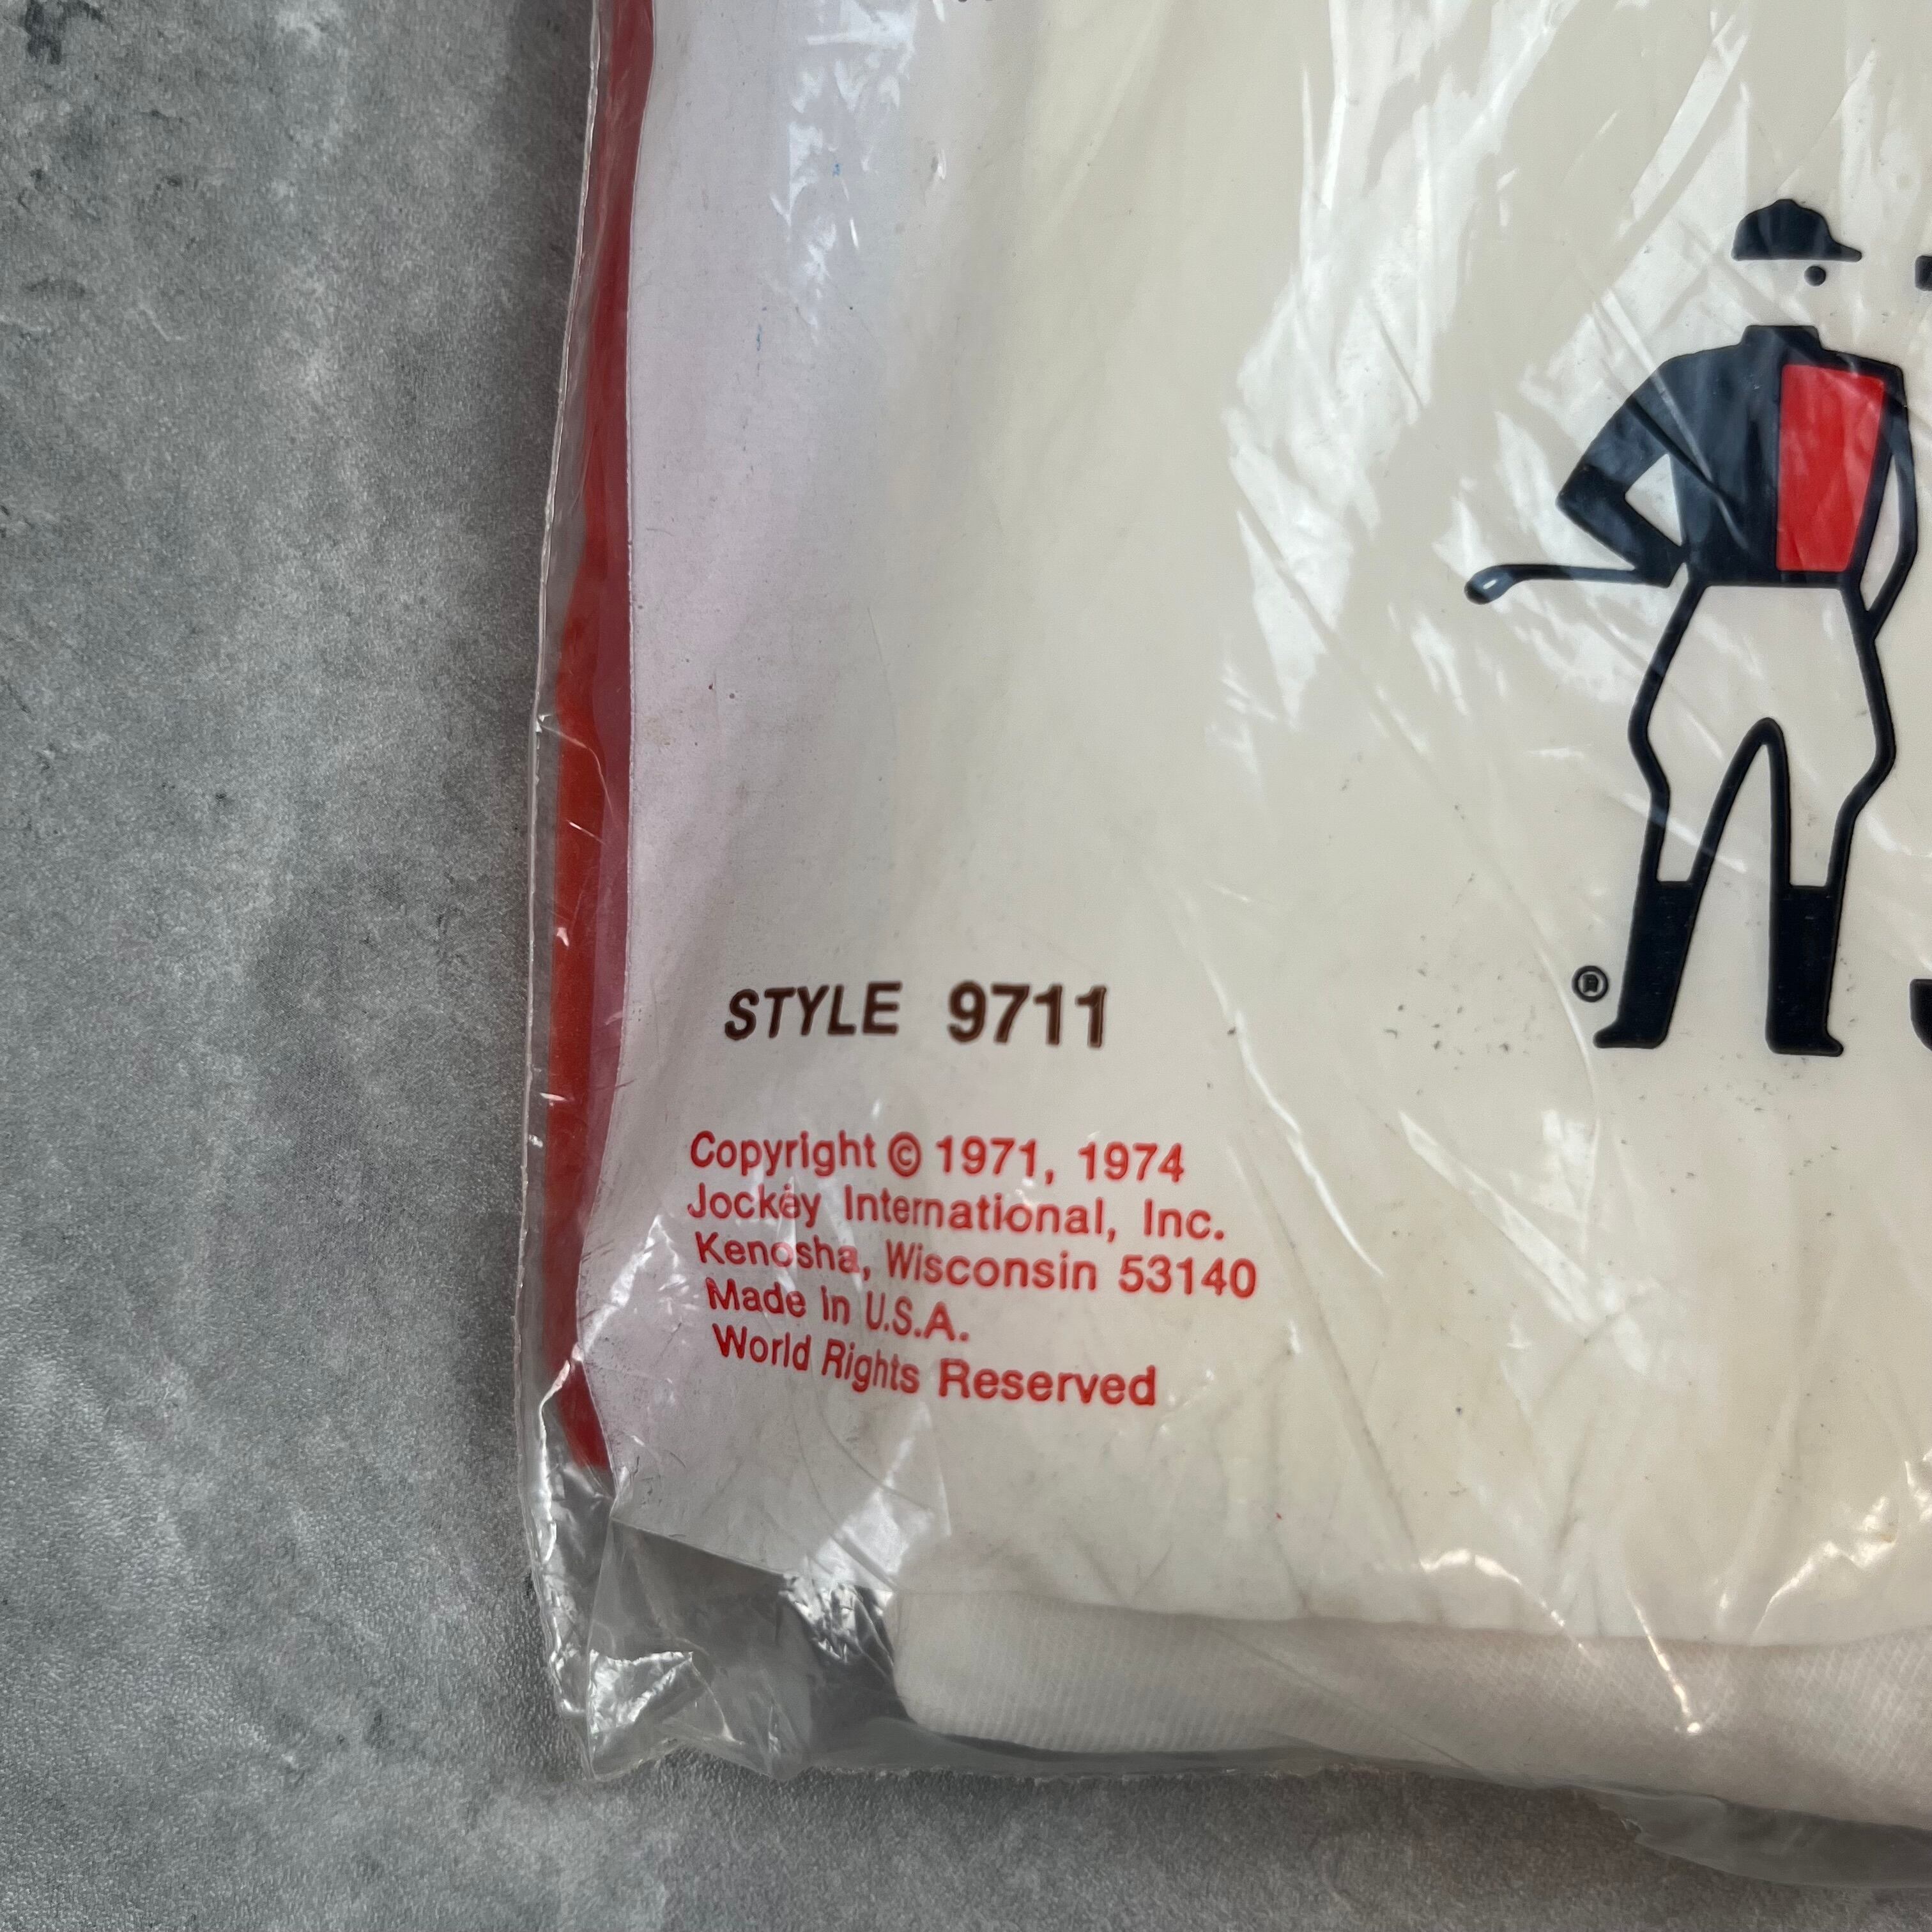 STYLE 9711
®
Copyright © 1971, 1974
Jockey International, Inc.
Kenosha, Wisconsin 53140
Made in U.S.A.
World Rights Reserved